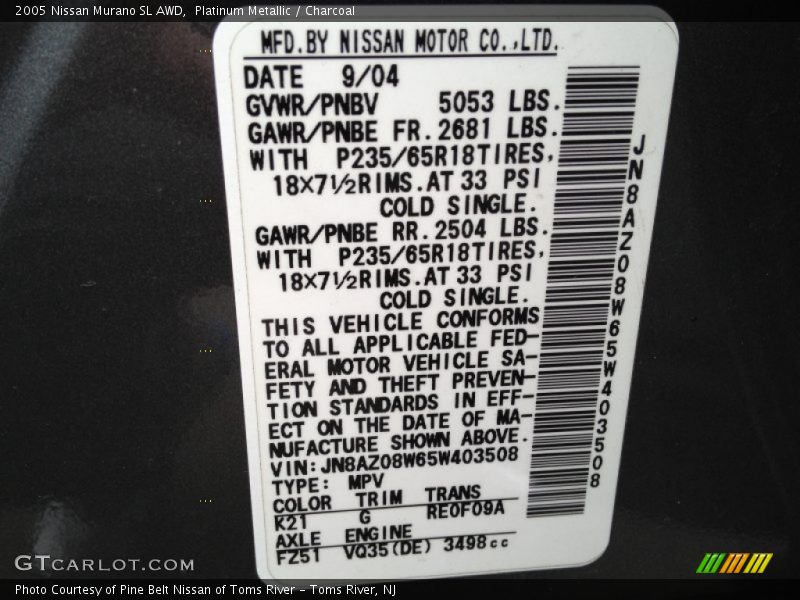 2005 Nissan Murano SL AWD, Platinum Metallic / Charcoal
MFD.BY NISSAN MOTOR CO.,LTD.
DATE 9/04
GVWR/PNBV 5053 LBS.
GAWR/PNBE FR.2681 LBS.
WITH P235/65R18TIRES,
18X7½RIMS.AT 33 PSI
COLD SINGLE.
GAWR/PNBE RR.2504 LBS.
WITH P235/65R18TIRES,
18X7½RIMS.AT 33 PSI
COLD SINGLE.
THIS VEHICLE CONFORMS
TO ALL APPLICABLE FED-
ERAL MOTOR VEHICLE SA-
FETY AND THEFT PREVEN-
TION STANDARDS IN EFF-
ECT ON THE DATE OF MA-
NUFACTURE SHOWN ABOVE.
VIN:JN8AZ08W65W403508
TYPE: MPV
COLOR TRIM TRANS
K21 G RE0F09A
AXLE ENGINE
FZ51 VQ35(DE) 3498cc
JN8AZ08W65W403508
GTCARLOT.COM
Photo Courtesy of Pine Belt Nissan of Toms River - Toms River, NJ